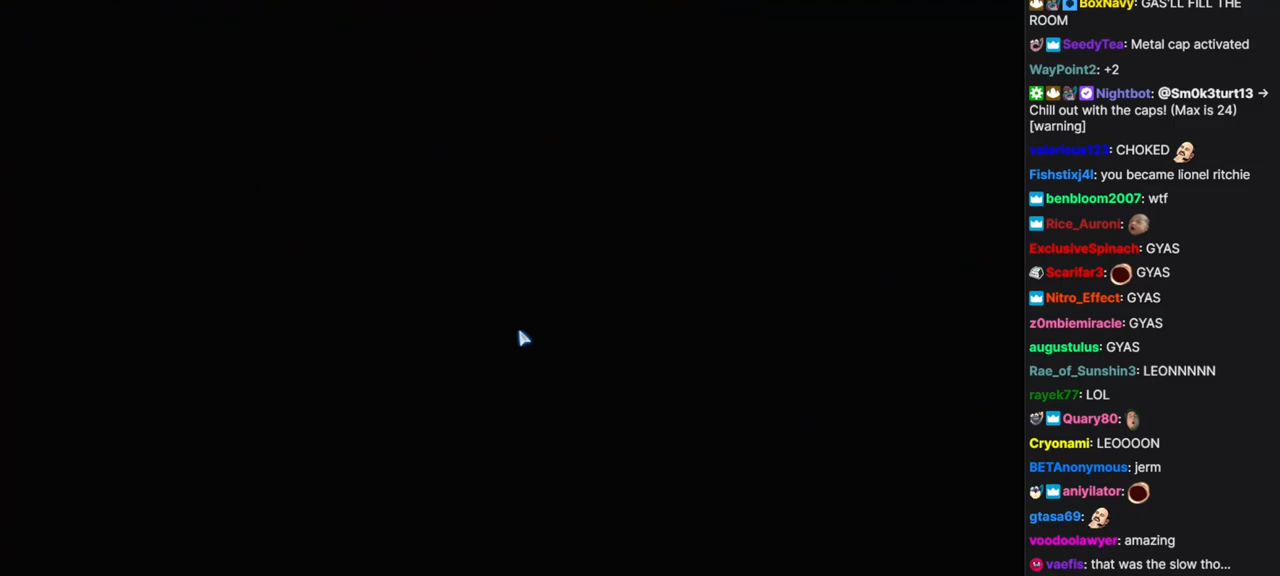 BoxNavy: GAS'LL FILL THE
ROOM
SeedyTea: Metal cap activated
WayPoint2: +2
Nightbot: @Sm0k3turt13 →
Chill out with the caps! (Max is 24)
[warning]
valerious123: CHOKED
Fishstixj4l: you became lionel ritchie
benbloom2007: wtf
Rice_Auroni:
ExclusiveSpinach: GYAS
Scarifar3: GYAS
Nitro_Effect: GYAS
z0mbiemiracle: GYAS
augustulus: GYAS
Rae_of_Sunshin3: LEONNNNN
rayek77: LOL
Quary80:
Cryonami: LEOOOON
BETAnonymous: jerm
aniyilator:
gtasa69:
voodoolawyer: amazing
vaefis: that was the slow tho...